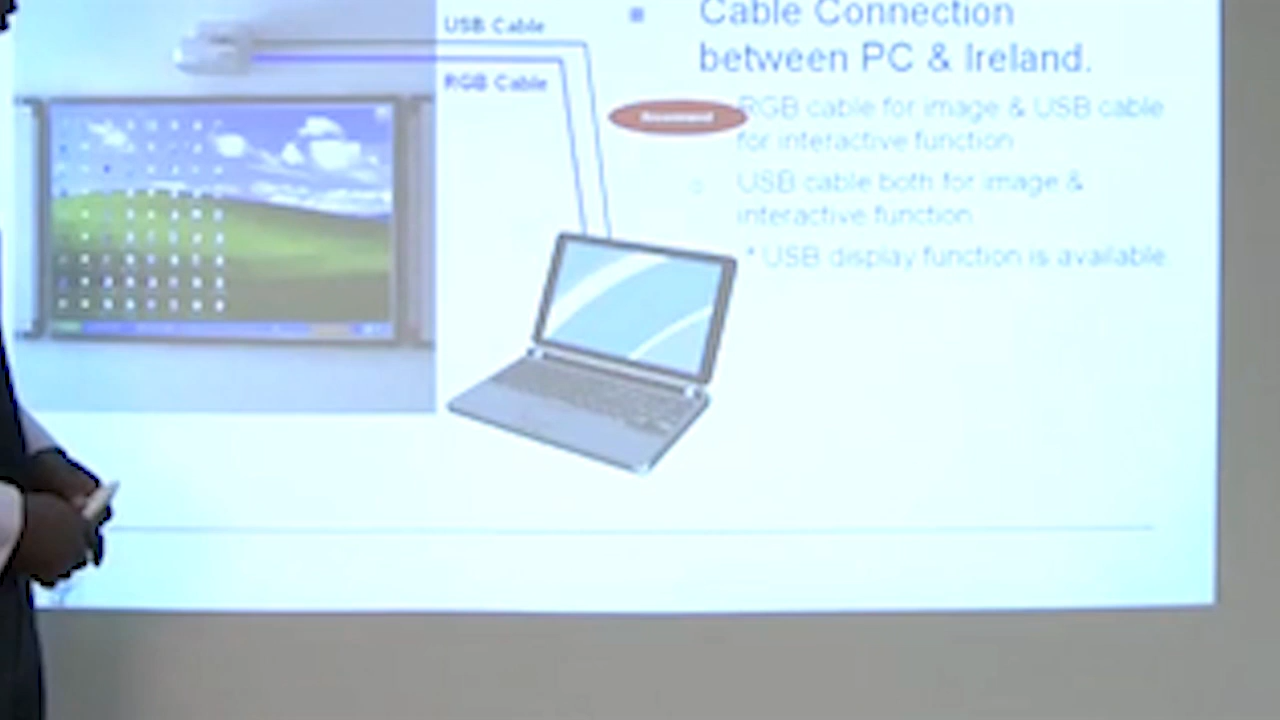 USB Cable
RGB Cable
Cable Connection
between PC & Ireland.
Recommend
RGB cable for image & USB cable
for interactive function
USB cable both for image &
interactive function
* USB display function is available